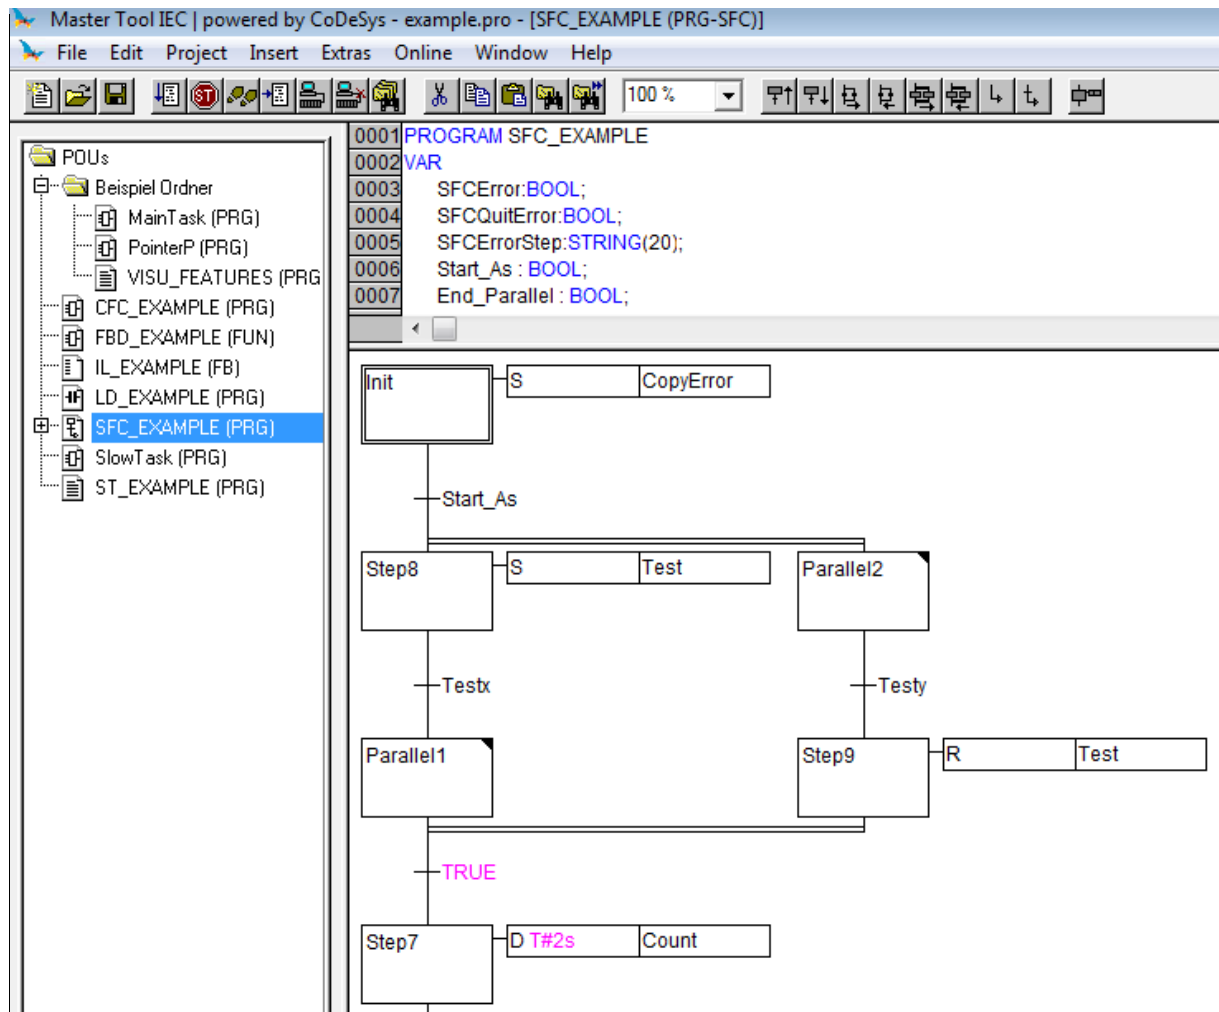 Master Tool IEC | powered by CoDeSys - example.pro - [SFC_EXAMPLE (PRG-SFC)]
File Edit Project Insert Extras Online Window Help
ST 100 %
POUs
Beispiel Ordner
MainTask (PRG)
PointerP (PRG)
VISU_FEATURES (PRG
CFC_EXAMPLE (PRG)
FBD_EXAMPLE (FUN)
IL_EXAMPLE (FB)
LD_EXAMPLE (PRG)
SFC_EXAMPLE (PRG)
SlowTask (PRG)
ST_EXAMPLE (PRG)
0001 PROGRAM SFC_EXAMPLE
0002 VAR
0003 SFCError:BOOL;
0004 SFCQuitError:BOOL;
0005 SFCErrorStep:STRING(20);
0006 Start_As : BOOL;
0007 End_Parallel : BOOL;
Init S CopyError
Start_As
Step8 S Test Parallel2
Testx Testy
Parallel1 Step9 R Test
TRUE
Step7 D T#2s Count